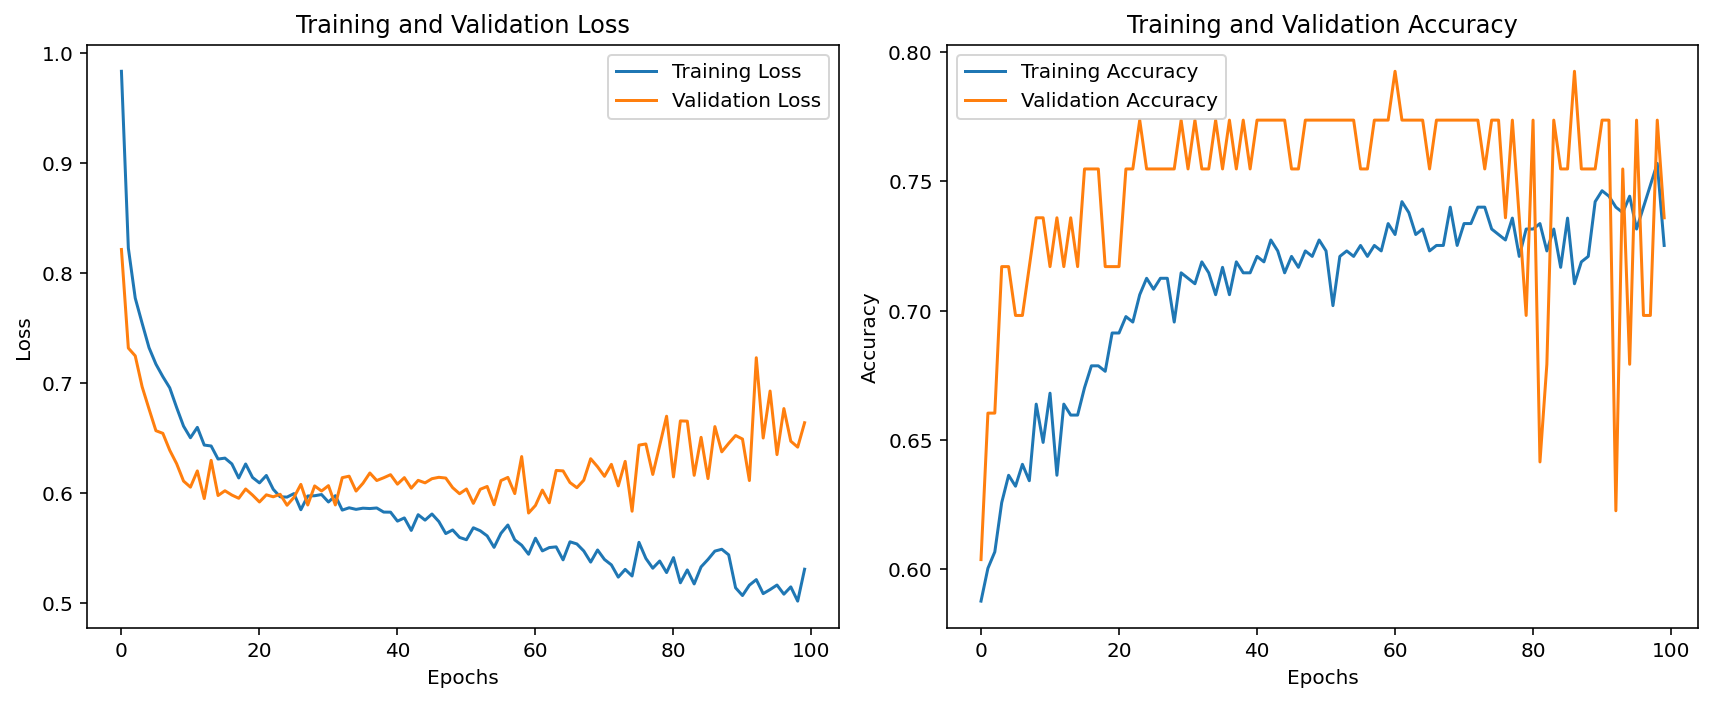 Training and Validation Loss
1.0
0.9
0.8
0.7
0.6
0.5
Loss
0 20 40 60 80 100
Epochs
Training Loss
Validation Loss
Training and Validation Accuracy
0.80
0.75
0.70
0.65
0.60
Accuracy
0 20 40 60 80 100
Epochs
Training Accuracy
Validation Accuracy